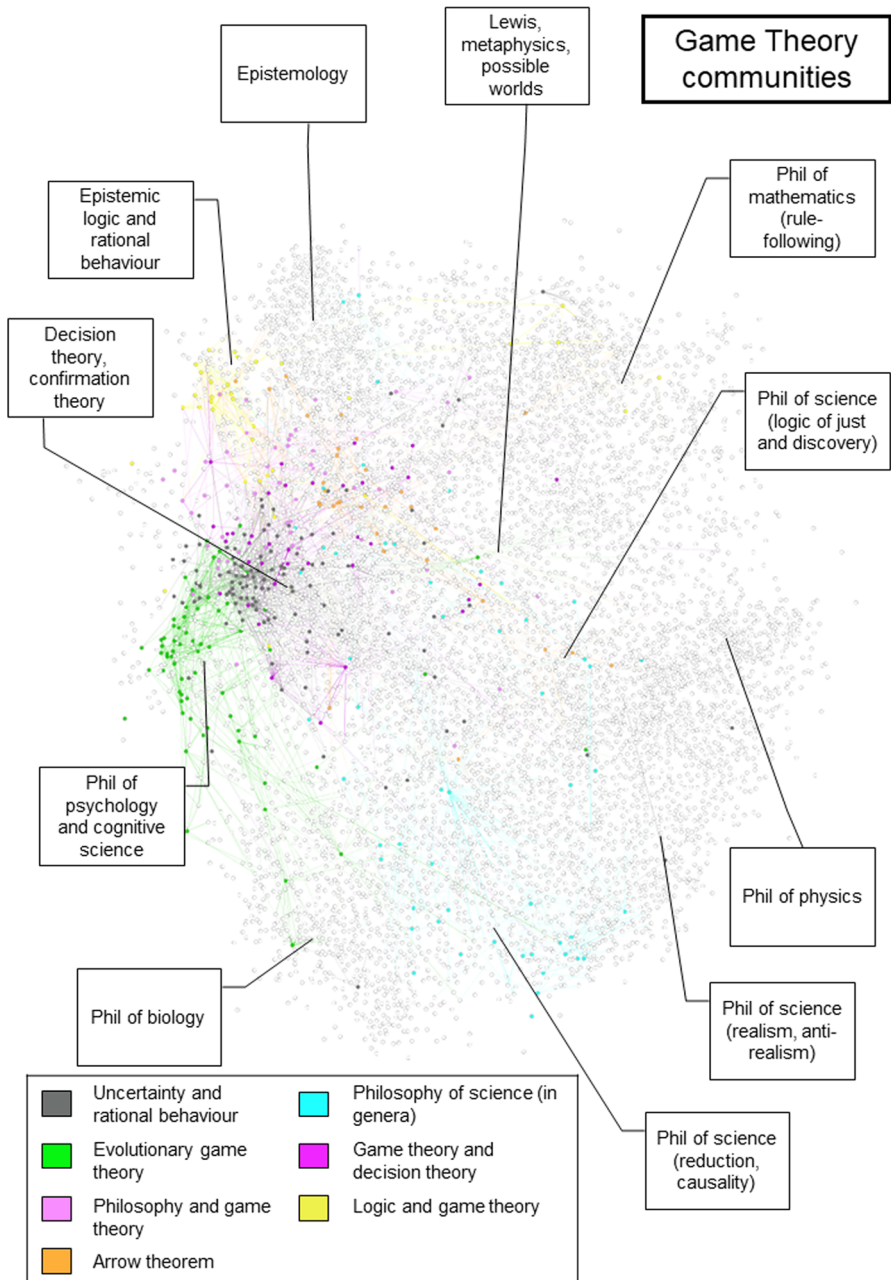 Game Theory
communities
Lewis,
metaphysics,
possible
worlds
Epistemology
Phil of
mathematics
(rule-
following)
Epistemic
logic and
rational
behaviour
Decision
theory,
confirmation
theory
Phil of science
(logic of just
and discovery)
Phil of
psychology
and cognitive
science
Phil of physics
Phil of biology
Phil of science
(realism, anti-
realism)
Phil of science
(reduction,
causality)
Uncertainty and
rational behaviour
Evolutionary game
theory
Philosophy and game
theory
Arrow theorem
Philosophy of science (in
genera)
Game theory and
decision theory
Logic and game theory